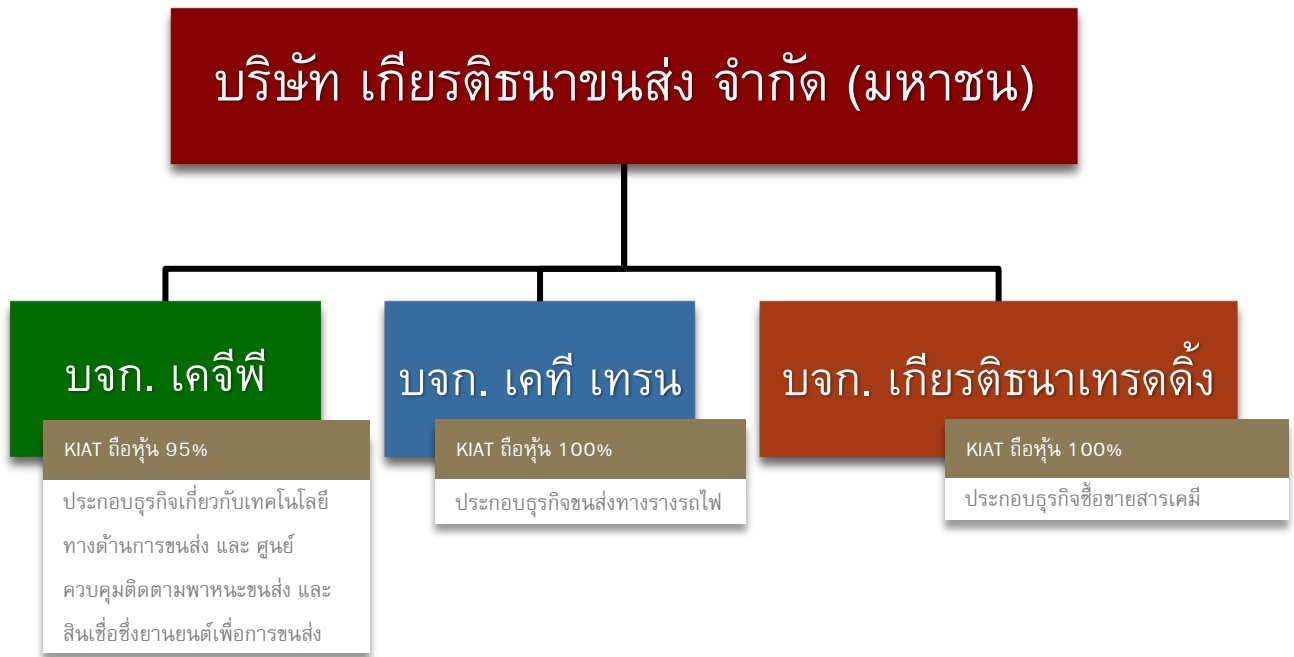 บริษัท เกียรติธนาขนส่ง จำกัด (มหาชน)
บจก. เคจีพี
KIAT ถือหุ้น 95%
ประกอบธุรกิจเกี่ยวกับเทคโนโลยี
ทางด้านการขนส่ง และ ศูนย์
ควบคุมติดตามพาหนะขนส่ง และ
สินเชื่อซึ่งยานยนต์เพื่อการขนส่ง
บจก. เคที เทรน
KIAT ถือหุ้น 100%
ประกอบธุรกิจขนส่งทางรางรถไฟ
บจก. เกียรติธนาเทรดดิ้ง
KIAT ถือหุ้น 100%
ประกอบธุรกิจซื้อขายสารเคมี